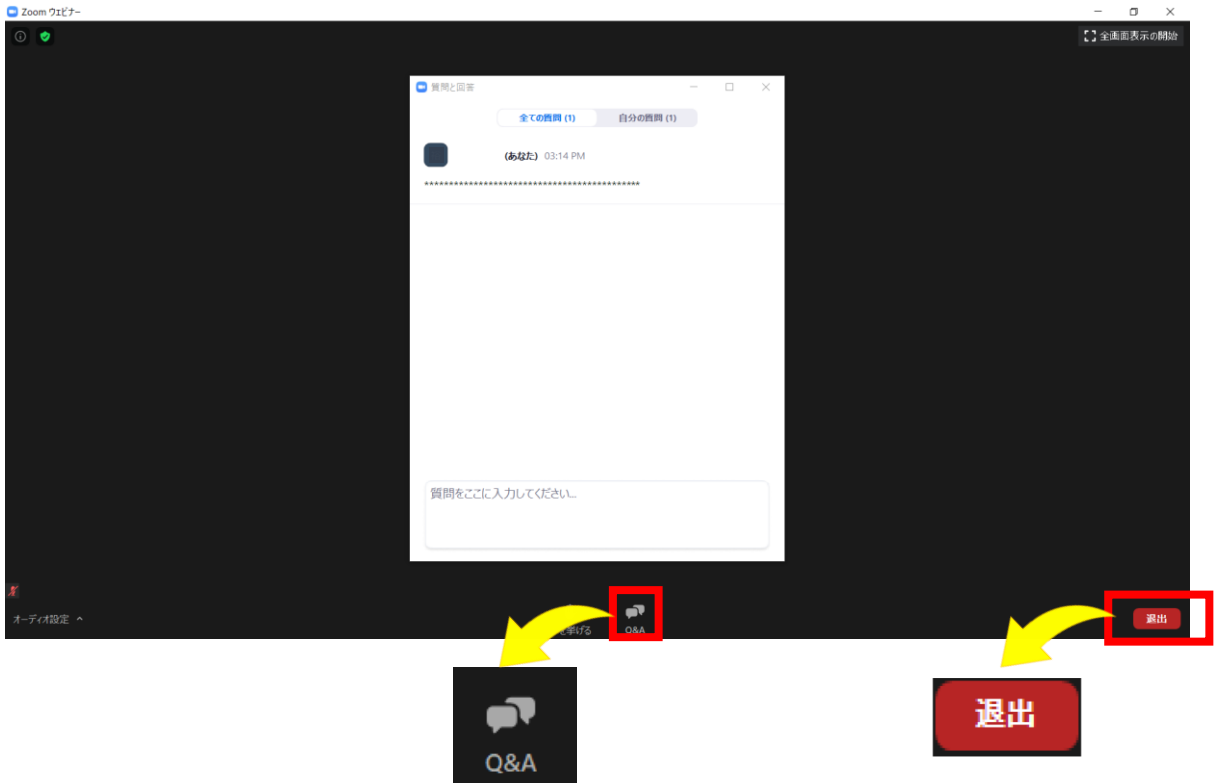 Zoom ウェビナー
全画面表示の開始
質問と回答
全ての質問 (1) 自分の質問 (1)
(あなた) 03:14 PM
********************************************
質問をここに入力してください...
オーディオ設定
を挙げる Q&A
退出
Q&A
退出